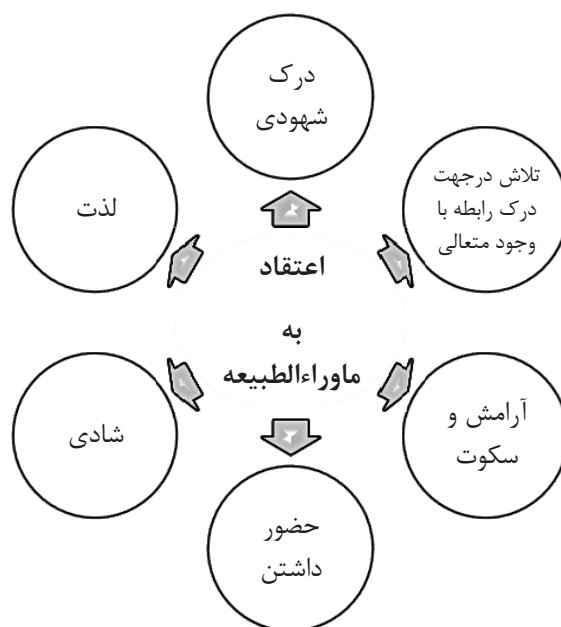 درک
شهودی
تلاش درجهت
درک رابطه با
وجود متعالی
لذت
اعتقاد
به
ماوراءالطبیعه
آرامش و
سکوت
شادی
حضور
داشتن